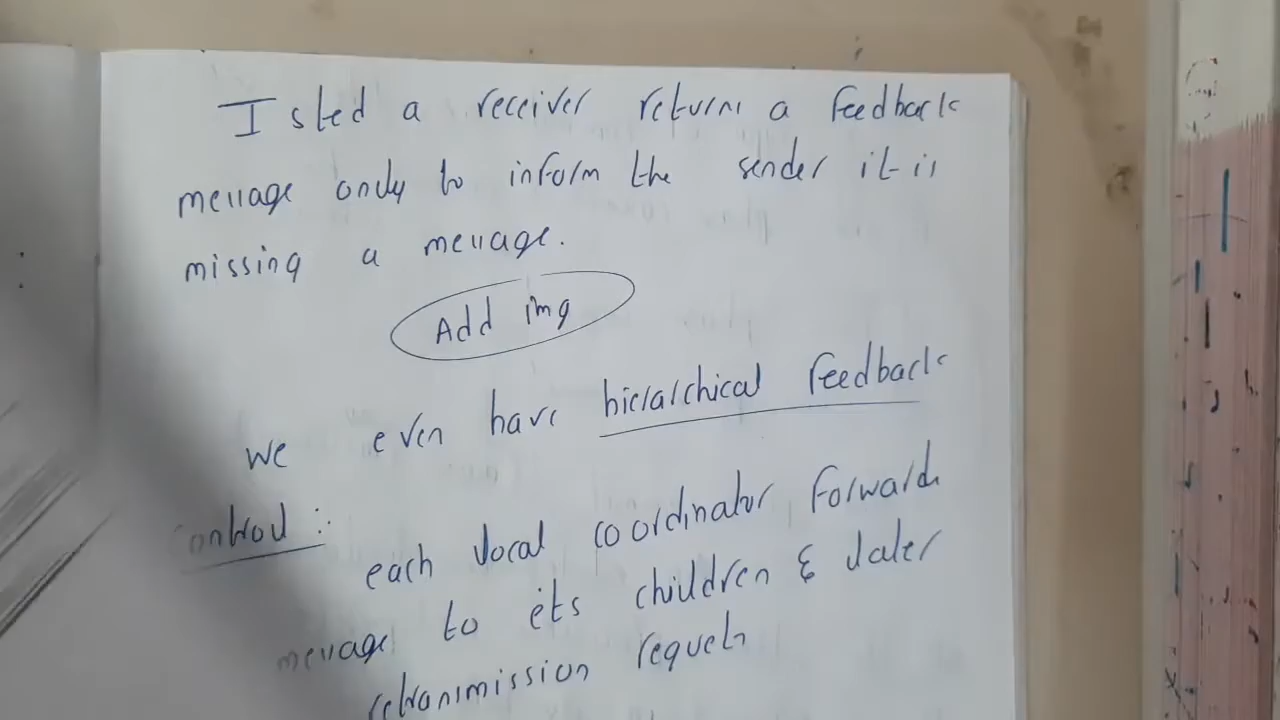 Isted a receiver returns a feedback
message only to inform the sender it is
missing a message.
Add img
We even have hierarchical feedback
control :
each local coordinator forwards
message to its children & later
retransmission requests